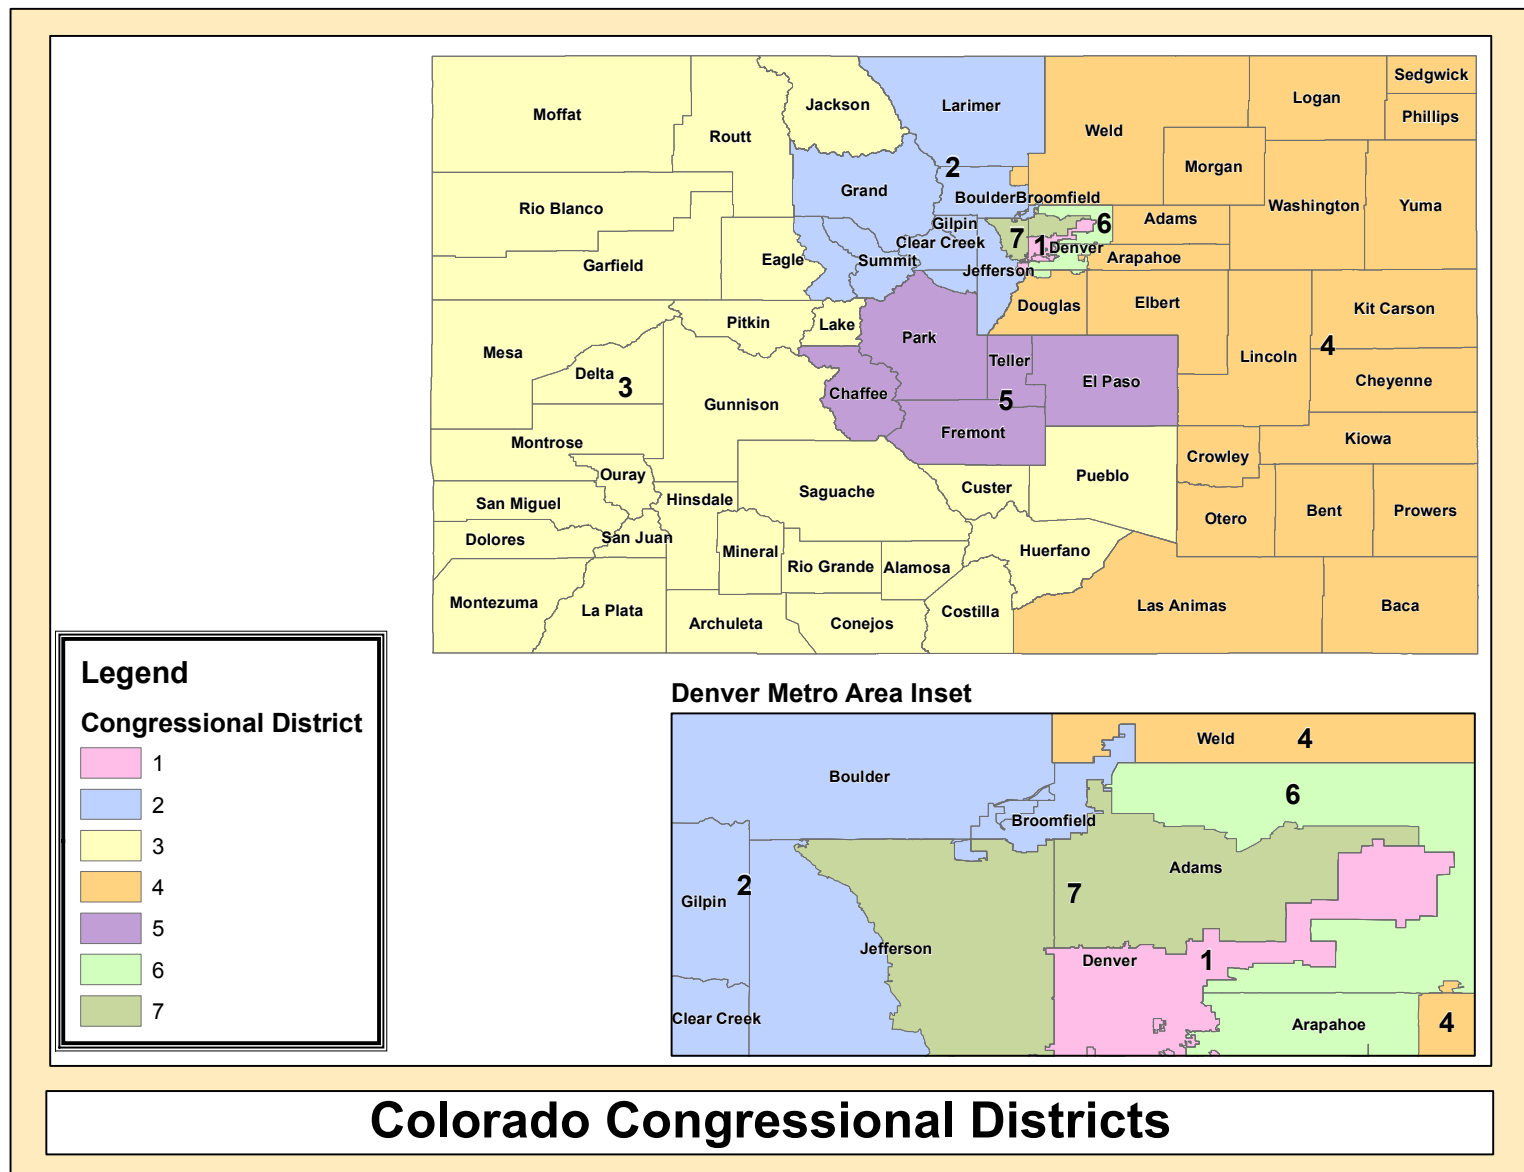 Moffat
Routt
Jackson
Larimer
Weld
Logan
Sedgwick
Phillips
Morgan
Rio Blanco
Grand
2
Boulder
Broomfield
Washington
Yuma
Gilpin
Clear Creek
7
6
Adams
1
Denver
Garfield
Eagle
Summit
Jefferson
Arapahoe
Mesa
Pitkin
Lake
Park
Douglas
Elbert
Kit Carson
Delta
3
Gunnison
Chaffee
Teller
El Paso
Lincoln
4
Cheyenne
5
Fremont
Montrose
Ouray
Hinsdale
Saguache
Custer
Pueblo
Crowley
Kiowa
San Miguel
Dolores
San Juan
Mineral
Rio Grande
Alamosa
Huerfano
Otero
Bent
Prowers
Montezuma
La Plata
Archuleta
Conejos
Costilla
Las Animas
Baca
Legend
Congressional District
1
2
3
4
5
6
7
Denver Metro Area Inset
Weld
4
Boulder
6
Broomfield
Adams
2
Gilpin
7
Jefferson
Denver
1
Clear Creek
Arapahoe
4
Colorado Congressional Districts